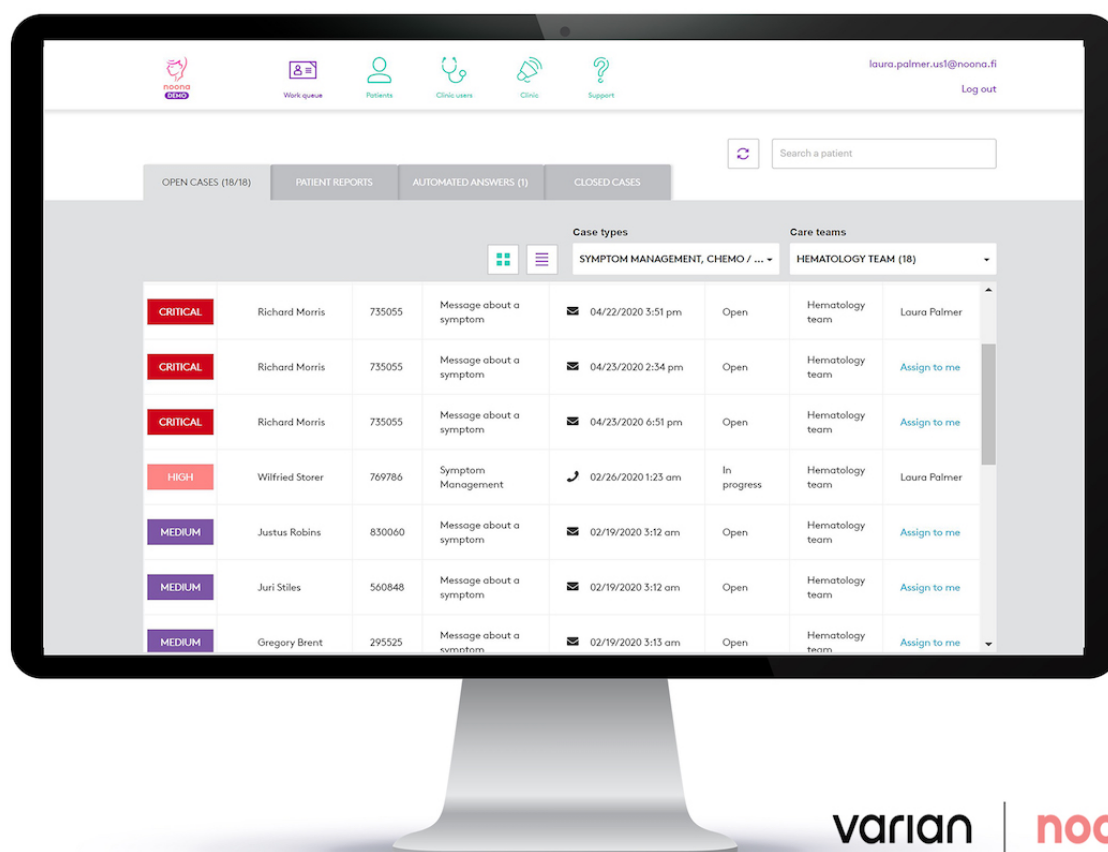 noona
DEMO
Work queue
Patients
Clinic users
Clinic
Support
laura.palmer.us1@noona.fi
Log out
Search a patient
OPEN CASES (18/18)
PATIENT REPORTS
AUTOMATED ANSWERS (1)
CLOSED CASES
Case types
Care teams
SYMPTOM MANAGEMENT, CHEMO / ...
HEMATOLOGY TEAM (18)
CRITICAL Richard Morris 735055 Message about a symptom 04/22/2020 3:51 pm Open Hematology team Laura Palmer
CRITICAL Richard Morris 735055 Message about a symptom 04/23/2020 2:34 pm Open Hematology team Assign to me
CRITICAL Richard Morris 735055 Message about a symptom 04/23/2020 6:51 pm Open Hematology team Assign to me
HIGH Wilfried Storer 769786 Symptom Management 02/26/2020 1:23 am In progress Hematology team Laura Palmer
MEDIUM Justus Robins 830060 Message about a symptom 02/19/2020 3:12 am Open Hematology team Assign to me
MEDIUM Juri Stiles 560848 Message about a symptom 02/19/2020 3:12 am Open Hematology team Assign to me
MEDIUM Gregory Brent 295525 Message about a symptom 02/19/2020 3:13 am Open Hematology team Assign to me
varian | noo